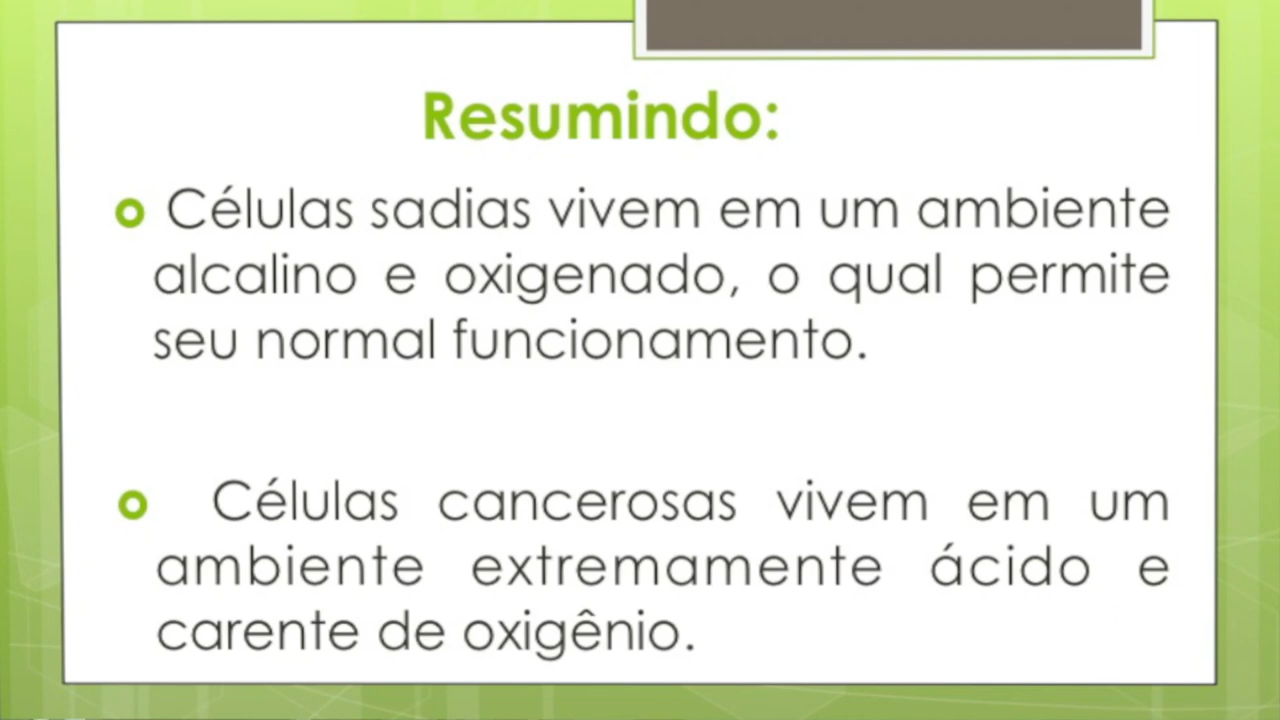 Resumindo:
Células sadias vivem em um ambiente
alcalino e oxigenado, o qual permite
seu normal funcionamento.
Células cancerosas vivem em um
ambiente extremamente ácido e
carente de oxigênio.